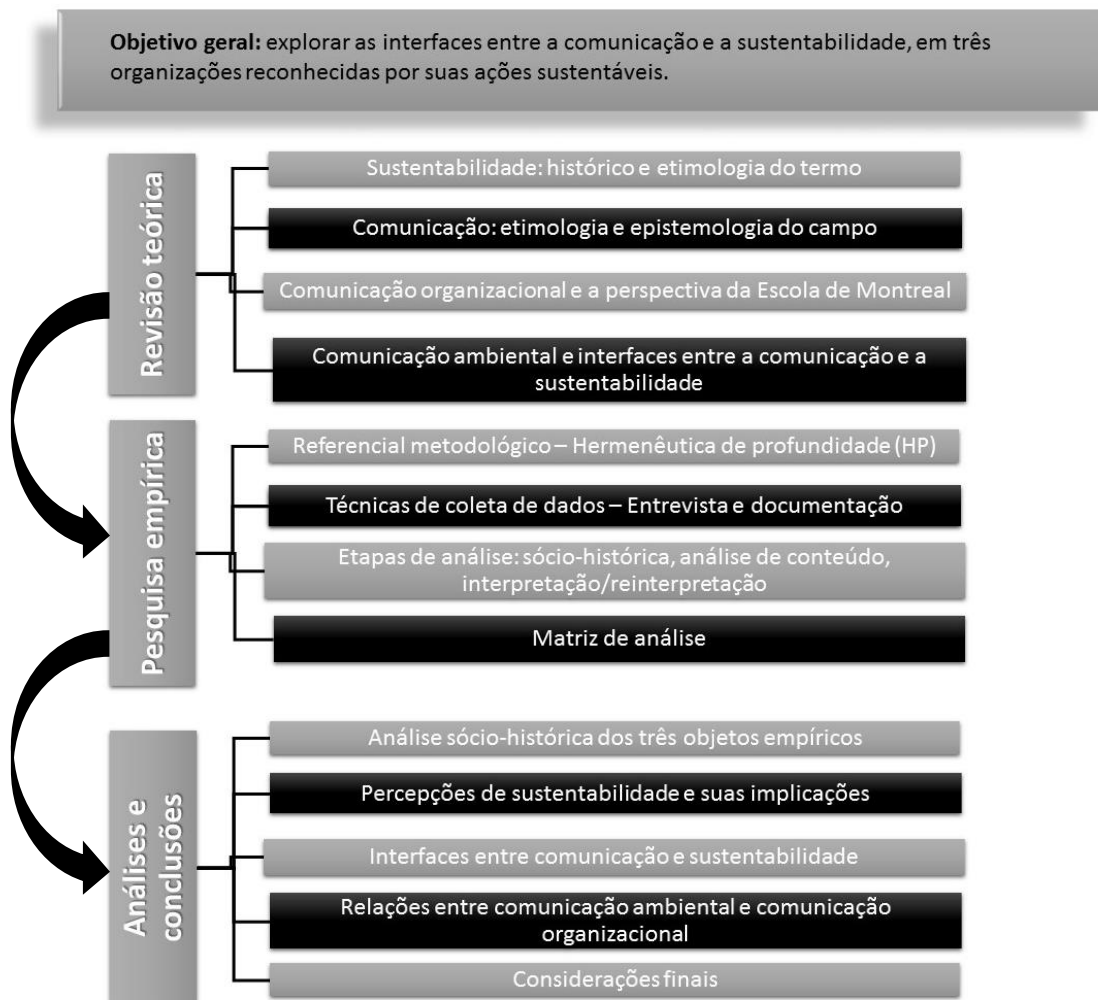 Objetivo geral: explorar as interfaces entre a comunicação e a sustentabilidade, em três
organizações reconhecidas por suas ações sustentáveis.
Revisão teórica
Sustentabilidade: histórico e etimologia do termo
Comunicação: etimologia e epistemologia do campo
Comunicação organizacional e a perspectiva da Escola de Montreal
Comunicação ambiental e interfaces entre a comunicação e a
sustentabilidade
Pesquisa empírica
Referencial metodológico – Hermenêutica de profundidade (HP)
Técnicas de coleta de dados – Entrevista e documentação
Etapas de análise: sócio-histórica, análise de conteúdo,
interpretação/reinterpretação
Matriz de análise
Análises e
conclusões
Análise sócio-histórica dos três objetos empíricos
Percepções de sustentabilidade e suas implicações
Interfaces entre comunicação e sustentabilidade
Relações entre comunicação ambiental e comunicação
organizacional
Considerações finais